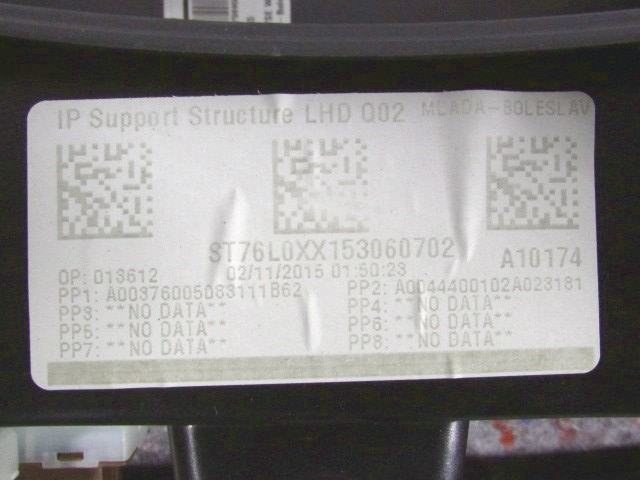 IP Support Structure LHD G02 MLADA-BOLESLAV
ST76L0XX153060702 A10174
OP: 013612 02/11/2015 01:50:23
PP1: A00376005083111B62 PP2: A0044400102A023181
PP3: **NO DATA** PP4: **NO DATA**
PP5: **NO DATA** PP6: **NO DATA**
PP7: **NO DATA** PP8: **NO DATA**